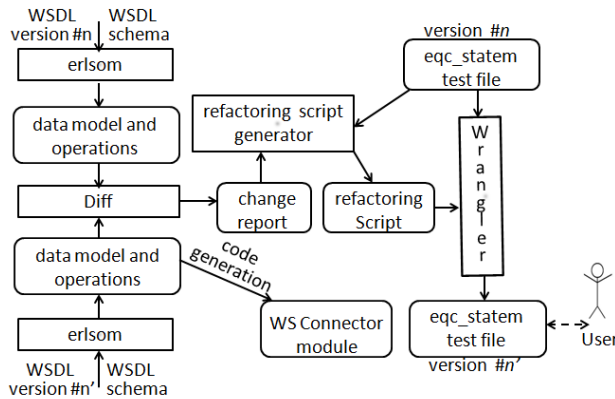 WSDL version #n
WSDL schema
erlsom
data model and operations
Diff
data model and operations
erlsom
WSDL version #n'
WSDL schema
code generation
WS Connector module
change report
refactoring script generator
refactoring Script
version #n
eqc_statem test file
Wrangler
eqc_statem test file
version #n'
User